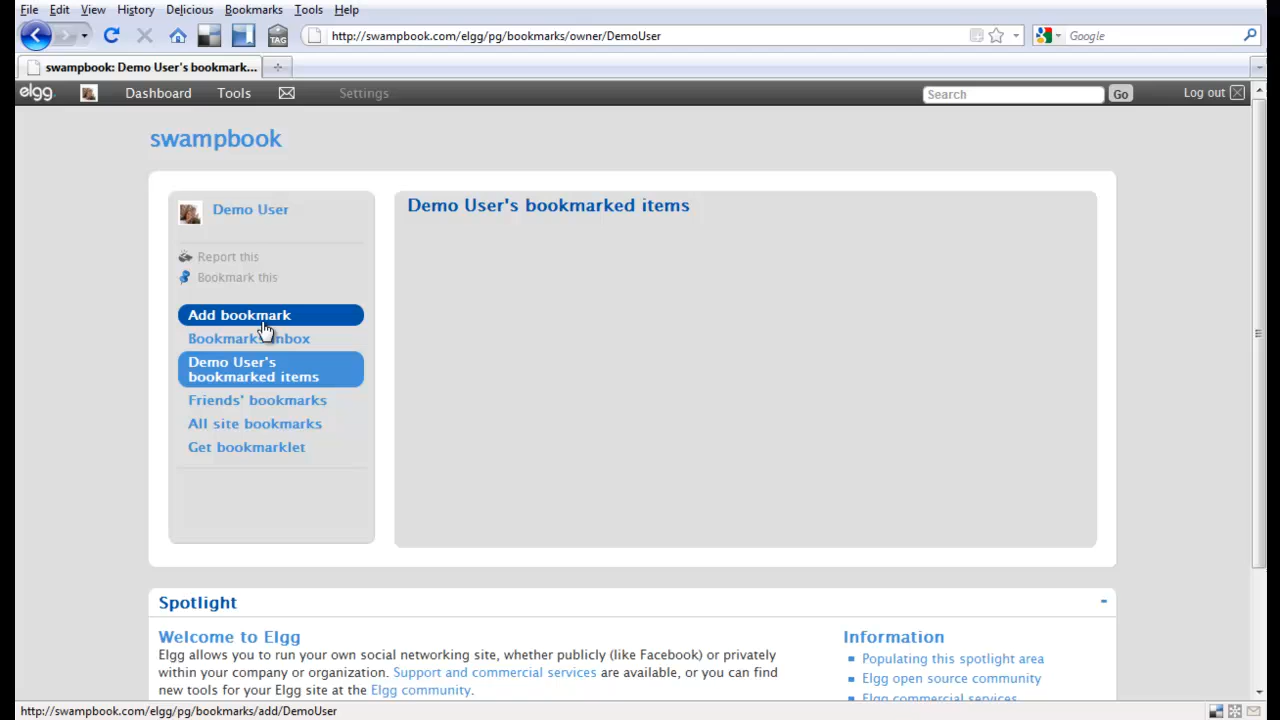 File Edit View History Delicious Bookmarks Tools Help
TAG http://swampbook.com/elgg/pg/bookmarks/owner/DemoUser Google
swampbook: Demo User's bookmark...
elgg Dashboard Tools Settings Search Go Log out
swampbook
Demo User
Report this
Bookmark this
Add bookmark
Bookmarks inbox
Demo User's
bookmarked items
Friends' bookmarks
All site bookmarks
Get bookmarklet
Demo User's bookmarked items
Spotlight
Welcome to Elgg
Elgg allows you to run your own social networking site, whether publicly (like Facebook) or privately
within your company or organization. Support and commercial services are available, or you can find
new tools for your Elgg site at the Elgg community.
Information
Populating this spotlight area
Elgg open source community
Elgg commercial services
http://swampbook.com/elgg/pg/bookmarks/add/DemoUser